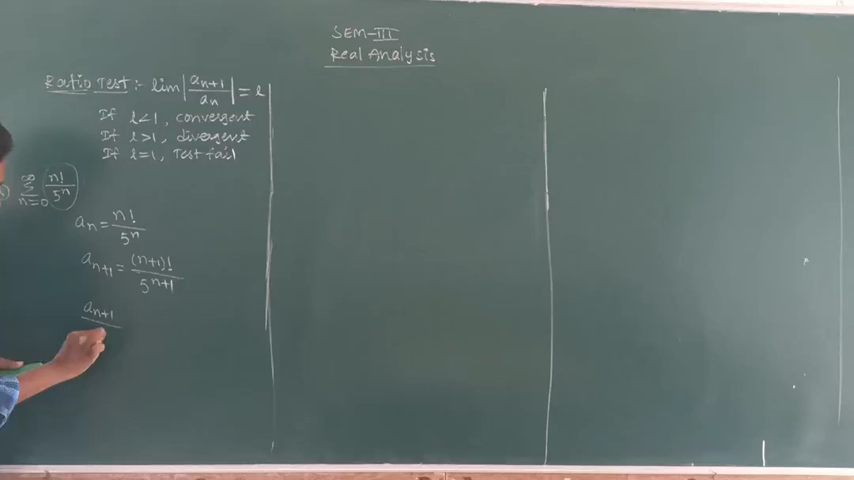 SEM-III
Real Analysis
Ratio Test :- lim |a_{n+1}/a_n| = l
If l<1, convergent
If l>1, divergent
If l=1, Test fail
∞∑n=0 n!/5^n
a_n = n!/5^n
a_{n+1} = (n+1)!/5^{n+1}
a_{n+1}